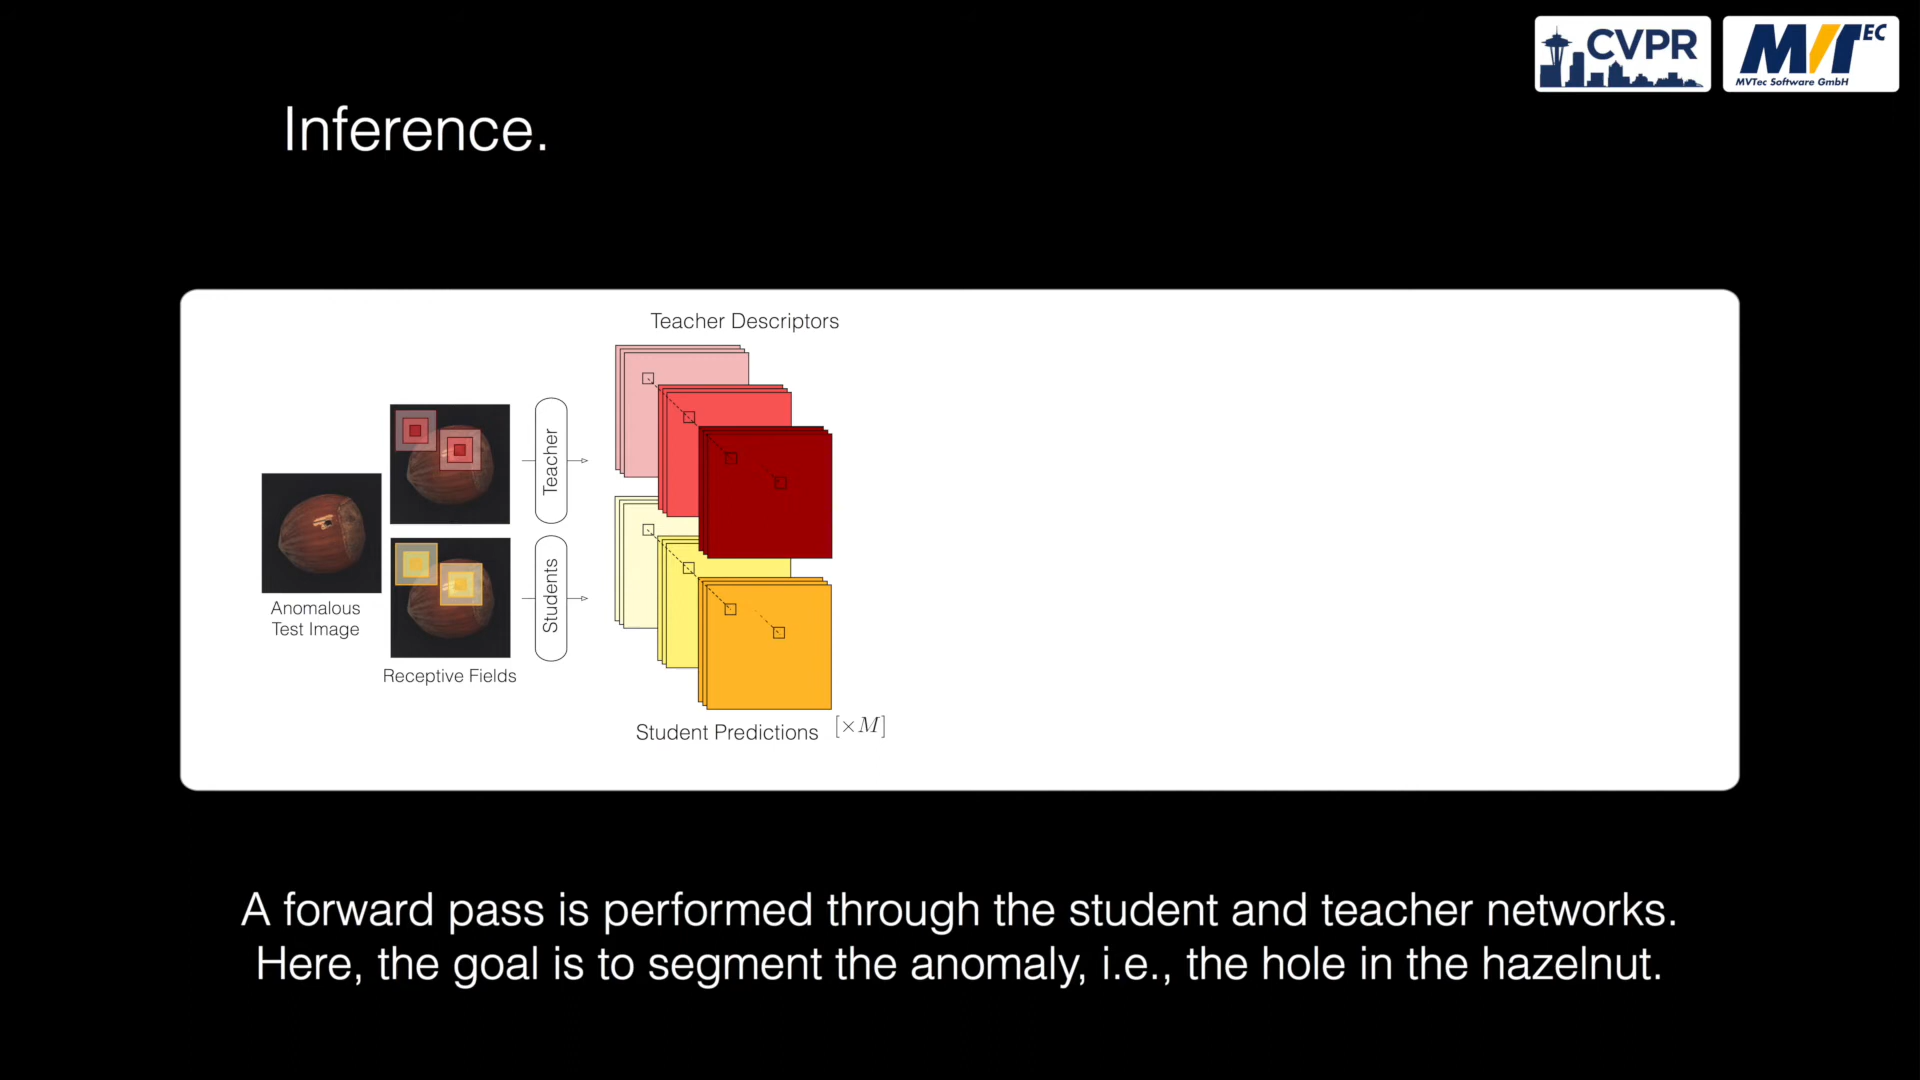 CVPR
MVTEC
MVTec Software GmbH
Inference.
Teacher Descriptors
Teacher
Students
Anomalous
Test Image
Receptive Fields
Student Predictions [×M]
A forward pass is performed through the student and teacher networks.
Here, the goal is to segment the anomaly, i.e., the hole in the hazelnut.